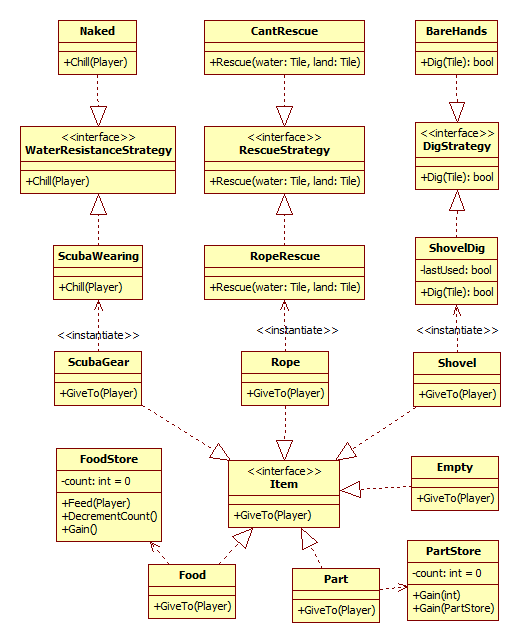 Naked
+Chill(Player)
CantRescue
+Rescue(water: Tile, land: Tile)
BareHands
+Dig(Tile): bool
<<interface>>
WaterResistanceStrategy
+Chill(Player)
<<interface>>
RescueStrategy
+Rescue(water: Tile, land: Tile)
<<interface>>
DigStrategy
+Dig(Tile): bool
ScubaWearing
+Chill(Player)
RopeRescue
+Rescue(water: Tile, land: Tile)
ShovelDig
-lastUsed: bool
+Dig(Tile): bool
<<instantiate>>
<<instantiate>>
<<instantiate>>
ScubaGear
+GiveTo(Player)
Rope
+GiveTo(Player)
Shovel
+GiveTo(Player)
FoodStore
-count: int = 0
+Feed(Player)
+DecrementCount()
+Gain()
<<interface>>
Item
+GiveTo(Player)
Empty
+GiveTo(Player)
Food
+GiveTo(Player)
Part
+GiveTo(Player)
PartStore
-count: int = 0
+Gain(int)
+Gain(PartStore)